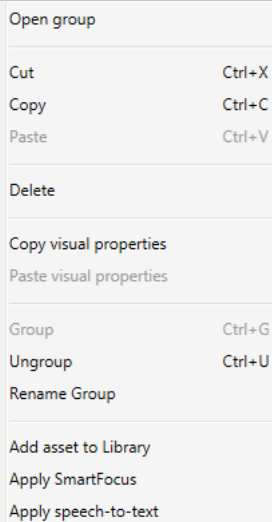 Open group
Cut Ctrl+X
Copy Ctrl+C
Paste Ctrl+V
Delete
Copy visual properties
Paste visual properties
Group Ctrl+G
Ungroup Ctrl+U
Rename Group
Add asset to Library
Apply SmartFocus
Apply speech-to-text